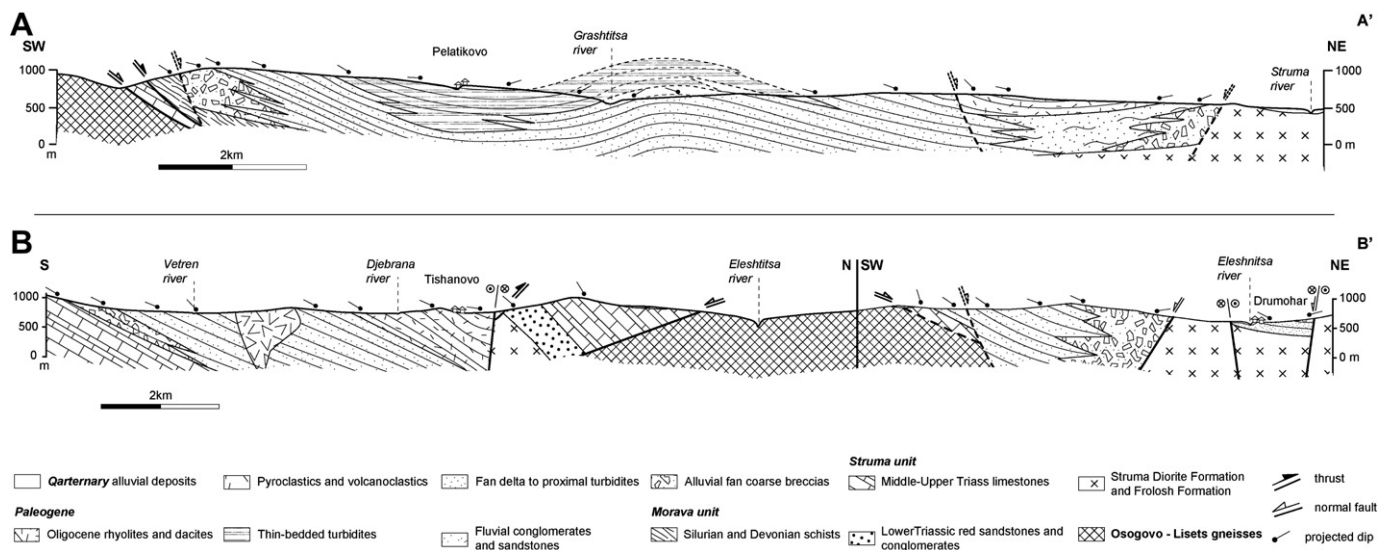 A
A'
SW
NE
Pelatikovo
Grashtitsa
river
Struma
river
1000
500
0
m
1000
500
0 m
2km
B
B'
S
Vetren
river
Djebrana
river
Tishanovo
Eleshtitsa
river
N
SW
Eleshnitsa
river
Drumohar
NE
1000
500
0
m
1000
500
0 m
2km
Qarternary alluvial deposits
Pyroclastics and volcanoclastics
Fan delta to proximal turbidites
Alluvial fan coarse breccias
Struma unit
Middle-Upper Triass limestones
Struma Diorite Formation
and Frolosh Formation
thrust
normal fault
Paleogene
Oligocene rhyolites and dacites
Thin-bedded turbidites
Fluvial conglomerates
and sandstones
Morava unit
Silurian and Devonian schists
LowerTriassic red sandstones and
conglomerates
Osogovo - Lisets gneisses
projected dip